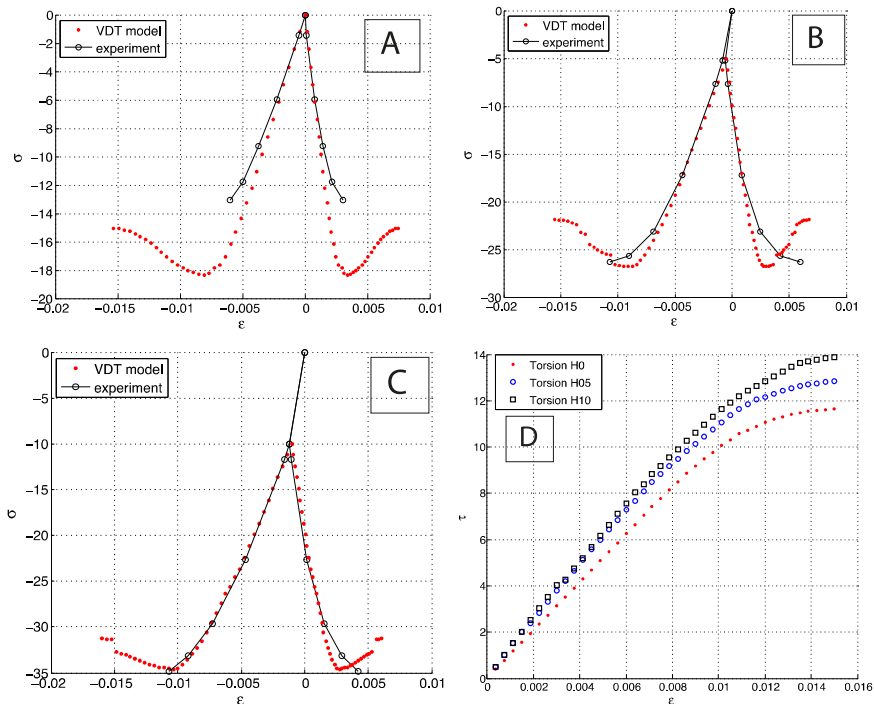 0
−2
−4
−6
−8
−10
−12
−14
−16
−18
−20
σ
VDT model
experiment
A
−0.02 −0.015 −0.01 −0.005 0 0.005 0.01
ε
0
−5
−10
−15
−20
−25
−30
σ
VDT model
experiment
B
−0.02 −0.015 −0.01 −0.005 0 0.005 0.01
ε
0
−5
−10
−15
−20
−25
−30
−35
σ
VDT model
experiment
C
−0.02 −0.015 −0.01 −0.005 0 0.005 0.01
ε
14
12
10
8
6
4
2
0
τ
Torsion H0
Torsion H05
Torsion H10
D
0.002 0.004 0.006 0.008 0.01 0.012 0.014 0.016
ε